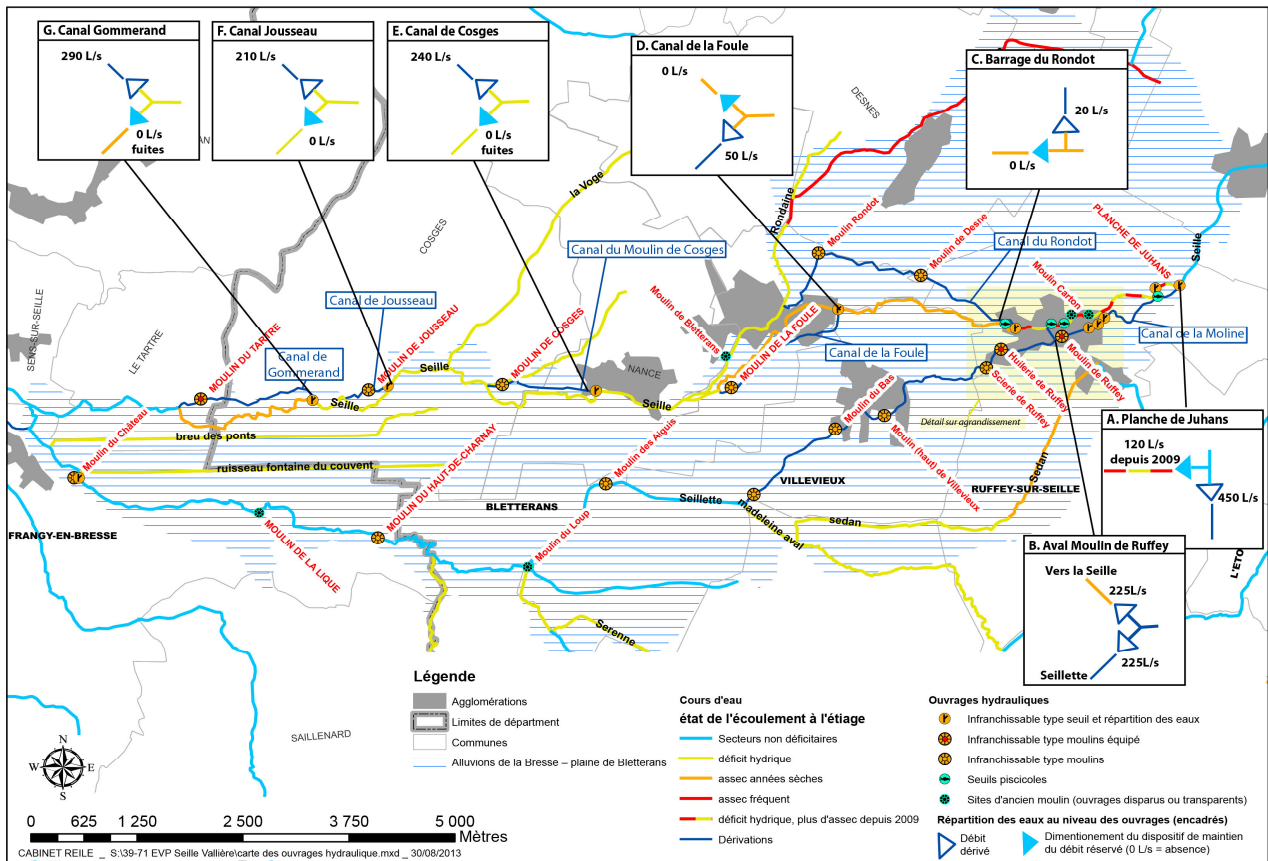 G. Canal Gommerand
290 L/s
0 L/s
fuites
F. Canal Jousseau
210 L/s
0 L/s
E. Canal de Cosges
240 L/s
0 L/s
fuites
D. Canal de la Foule
0 L/s
50 L/s
C. Barrage du Rondot
20 L/s
0 L/s
DESNES
la Voge
Rondaine
COSGES
Canal du Moulin de Cosges
Moulin Rondot
Moulin de Desne
Canal du Rondot
PLANCHE DE JUHANS
Seille
Moulin Carton
Canal de la Moline
SENS-SUR-SEILLE
LETARTRE
MOULIN DU TARTRE
Canal de
Gommerand
Canal de Jousseau
MOULIN DE JOUSSEAU
Seille
Seille
MOULIN DE COSGES
Moulin de Bletterans
NANCE
Seille
MOULIN DE LA FOULE
Canal de la Foule
Moulin du Bas
Moulin (haut) de Villevieux
Scierie de Ruffey
Huilerie de Ruffey
Moulin de Ruffey
Détail sur agrandissement
A. Planche de Juhans
120 L/s
depuis 2009
450 L/s
Moulin du Château
breu des ponts
ruisseau fontaine du couvent
MOULIN DU HAUT-DE-CHARNAY
Moulin des Aiquis
VILLEVIEUX
Seillette
RUFFEY-SUR-SEILLE
Sedan
sedan
madeleine aval
BLETTERANS
Moulin du Loup
FRANGY-EN-BRESSE
MOULIN DE LA LIQUE
Serenne
L'ETO
B. Aval Moulin de Ruffey
Vers la Seille
225L/s
225L/s
Seillette
SAILLENARD
Légende
Agglomérations
Limites de département
Communes
Alluvions de la Bresse – plaine de Bletterans
Cours d'eau
état de l'écoulement à l'étiage
Secteurs non déficitaires
déficit hydrique
assec années sèches
assec fréquent
déficit hydrique, plus d'assec depuis 2009
Dérivations
Ouvrages hydrauliques
Infranchissable type seuil et répartition des eaux
Infranchissable type moulins équipé
Infranchissable type moulins
Seuils piscicoles
Sites d'ancien moulin (ouvrages disparus ou transparents)
Répartition des eaux au niveau des ouvrages (encadrés)
Débit
dérivé
Dimentionement du dispositif de maintien
du débit réservé (0 L/s = absence)
N
W E
S
0 625 1 250 2 500 3 750 5 000
Mètres
CABINET REILE _ S:\39-71 EVP Seille Vallière\carte des ouvrages hydraulique.mxd _ 30/08/2013